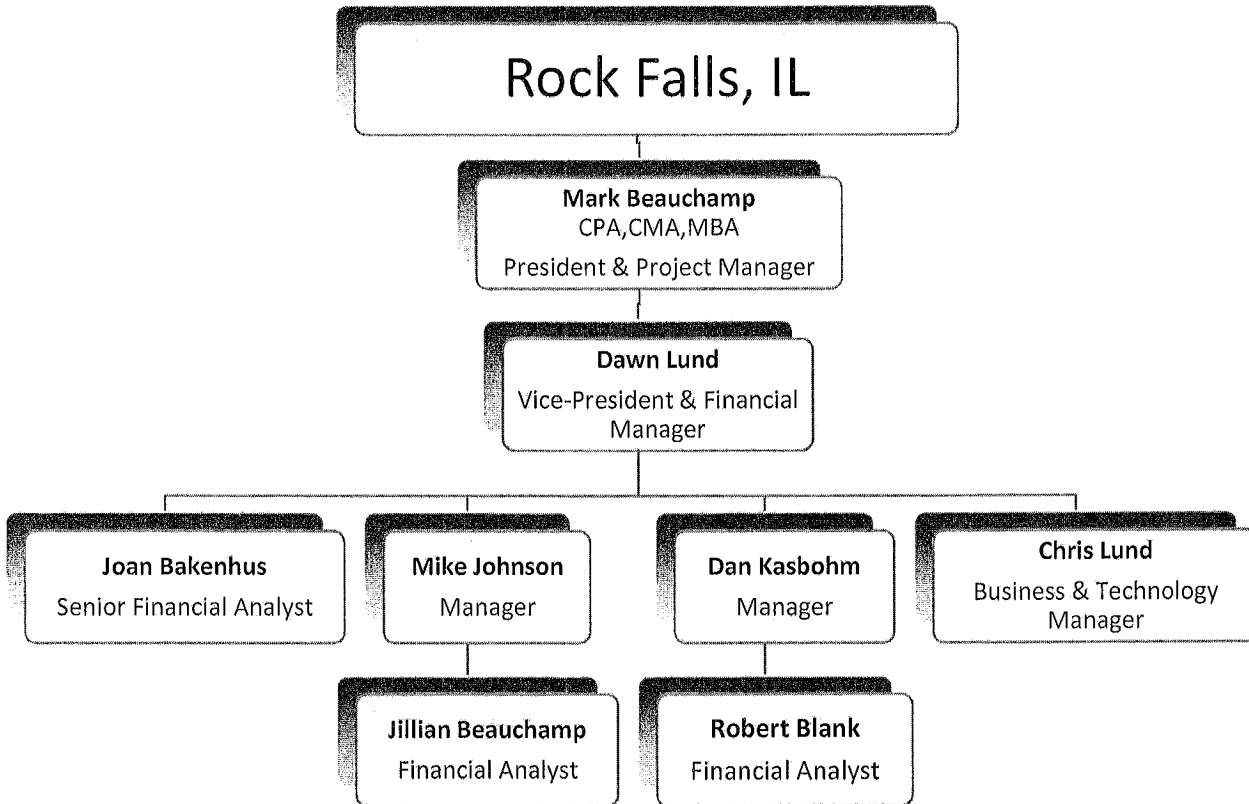 Rock Falls, IL
Mark Beauchamp
CPA,CMA,MBA
President & Project Manager
Dawn Lund
Vice-President & Financial
Manager
Joan Bakenhus
Senior Financial Analyst
Mike Johnson
Manager
Dan Kasbohm
Manager
Chris Lund
Business & Technology
Manager
Jillian Beauchamp
Financial Analyst
Robert Blank
Financial Analyst